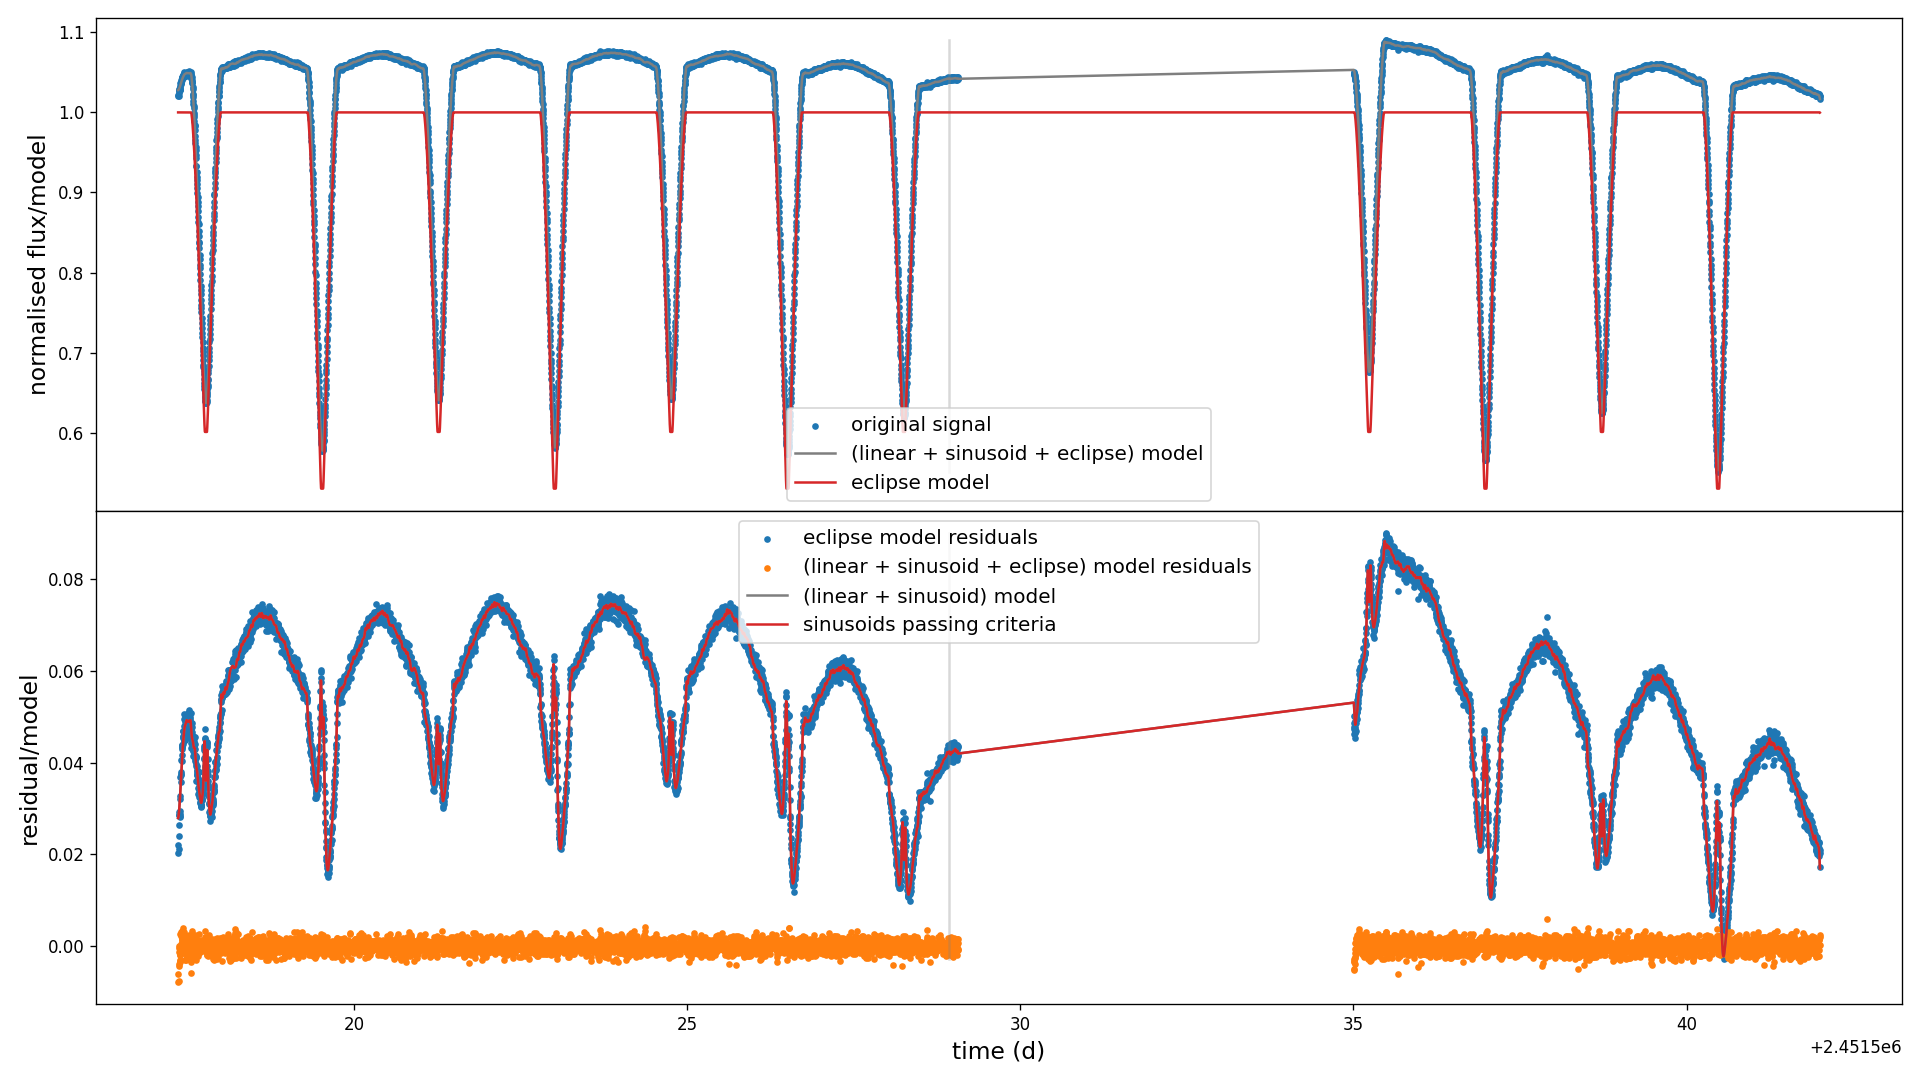 normalised flux/model
1.1
1.0
0.9
0.8
0.7
0.6
original signal
(linear + sinusoid + eclipse) model
eclipse model
residual/model
0.08
0.06
0.04
0.02
0.00
eclipse model residuals
(linear + sinusoid + eclipse) model residuals
(linear + sinusoid) model
sinusoids passing criteria
20
25
30
35
40
time (d)
+2.4515e6